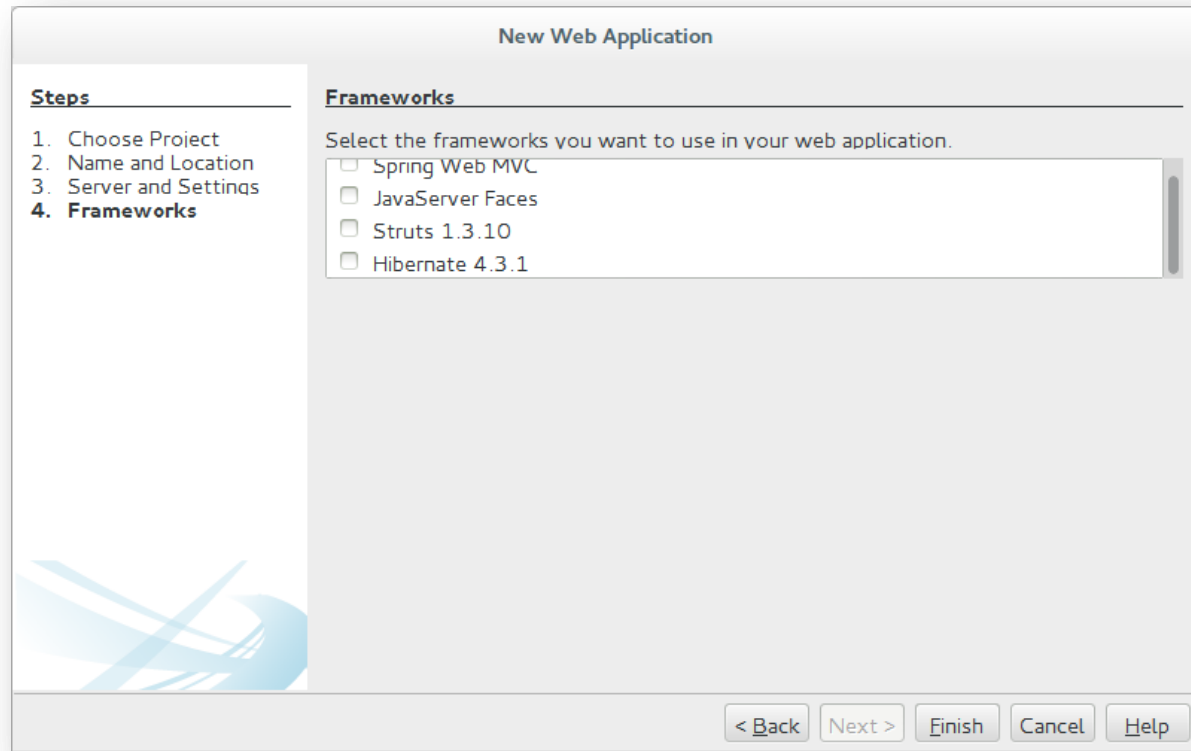 New Web Application
Steps
1. Choose Project
2. Name and Location
3. Server and Settings
4. Frameworks
Frameworks
Select the frameworks you want to use in your web application.
Spring Web MVC
JavaServer Faces
Struts 1.3.10
Hibernate 4.3.1
< Back Next > Finish Cancel Help